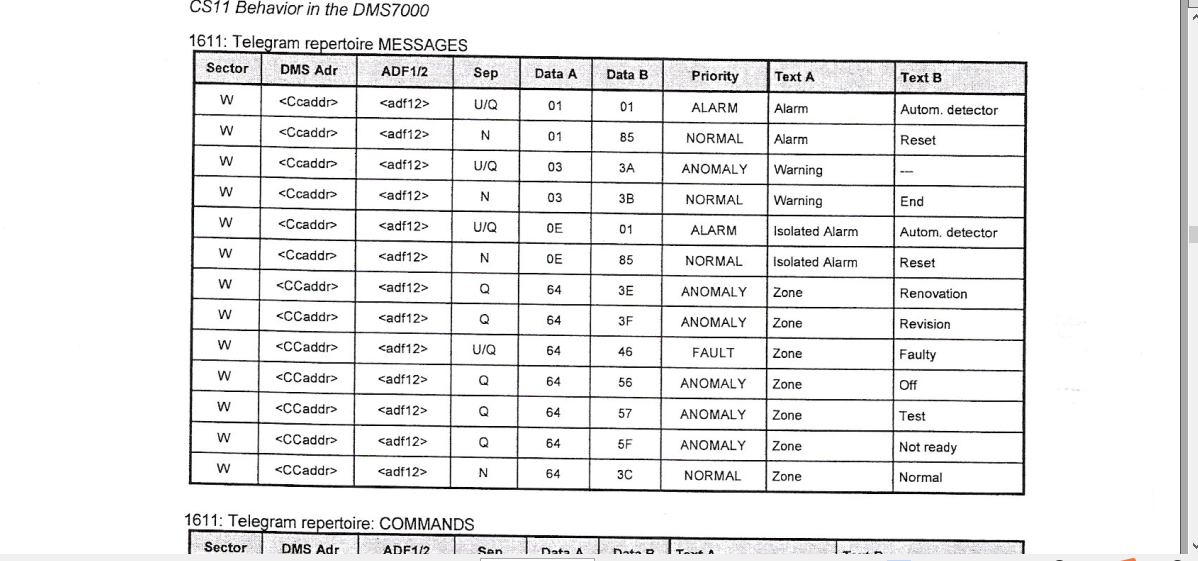 CS11 Behavior in the DMS7000
1611: Telegram repertoire MESSAGES
Sector DMS Adr ADF1/2 Sep Data A Data B Priority Text A Text B
W <Ccaddr> <adf12> U/Q 01 01 ALARM Alarm Autom. detector
W <Ccaddr> <adf12> N 01 85 NORMAL Alarm Reset
W <Ccaddr> <adf12> U/Q 03 3A ANOMALY Warning ---
W <Ccaddr> <adf12> N 03 3B NORMAL Warning End
W <Ccaddr> <adf12> U/Q 0E 01 ALARM Isolated Alarm Autom. detector
W <Ccaddr> <adf12> N 0E 85 NORMAL Isolated Alarm Reset
W <CCaddr> <adf12> Q 64 3E ANOMALY Zone Renovation
W <CCaddr> <adf12> Q 64 3F ANOMALY Zone Revision
W <CCaddr> <adf12> U/Q 64 46 FAULT Zone Faulty
W <CCaddr> <adf12> Q 64 56 ANOMALY Zone Off
W <CCaddr> <adf12> Q 64 57 ANOMALY Zone Test
W <CCaddr> <adf12> Q 64 5F ANOMALY Zone Not ready
W <CCaddr> <adf12> N 64 3C NORMAL Zone Normal
1611: Telegram repertoire: COMMANDS
Sector DMS Adr ADF1/2 Sep Data A Data B Text A